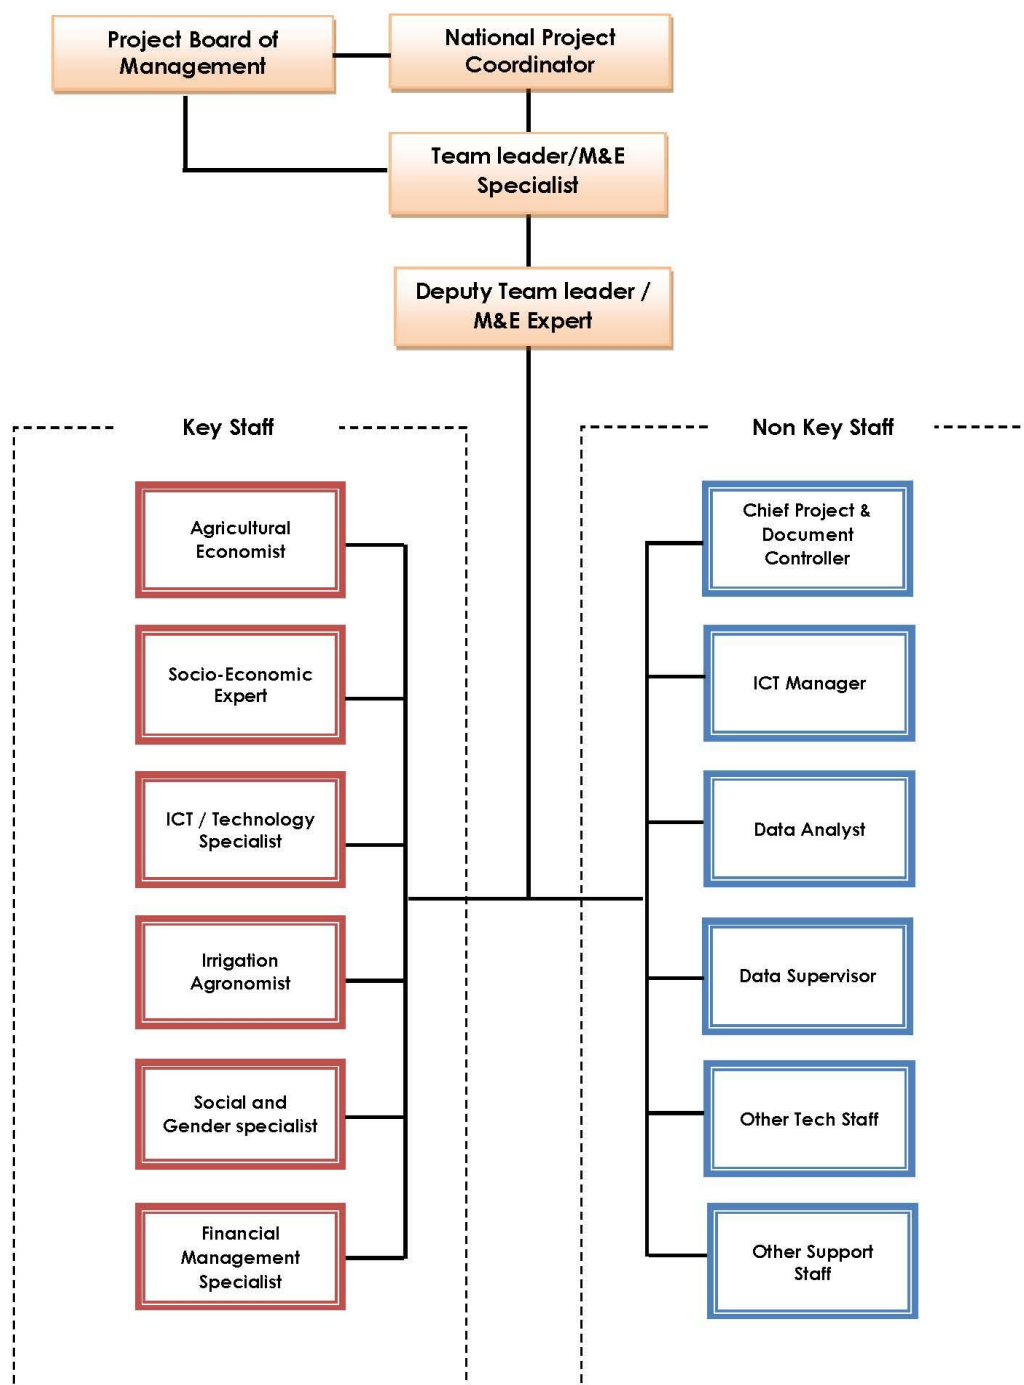 Project Board of
Management
National Project
Coordinator
Team leader/M&E
Specialist
Deputy Team leader /
M&E Expert
Key Staff
Agricultural
Economist
Socio-Economic
Expert
ICT / Technology
Specialist
Irrigation
Agronomist
Social and
Gender specialist
Financial
Management
Specialist
Non Key Staff
Chief Project &
Document
Controller
ICT Manager
Data Analyst
Data Supervisor
Other Tech Staff
Other Support
Staff